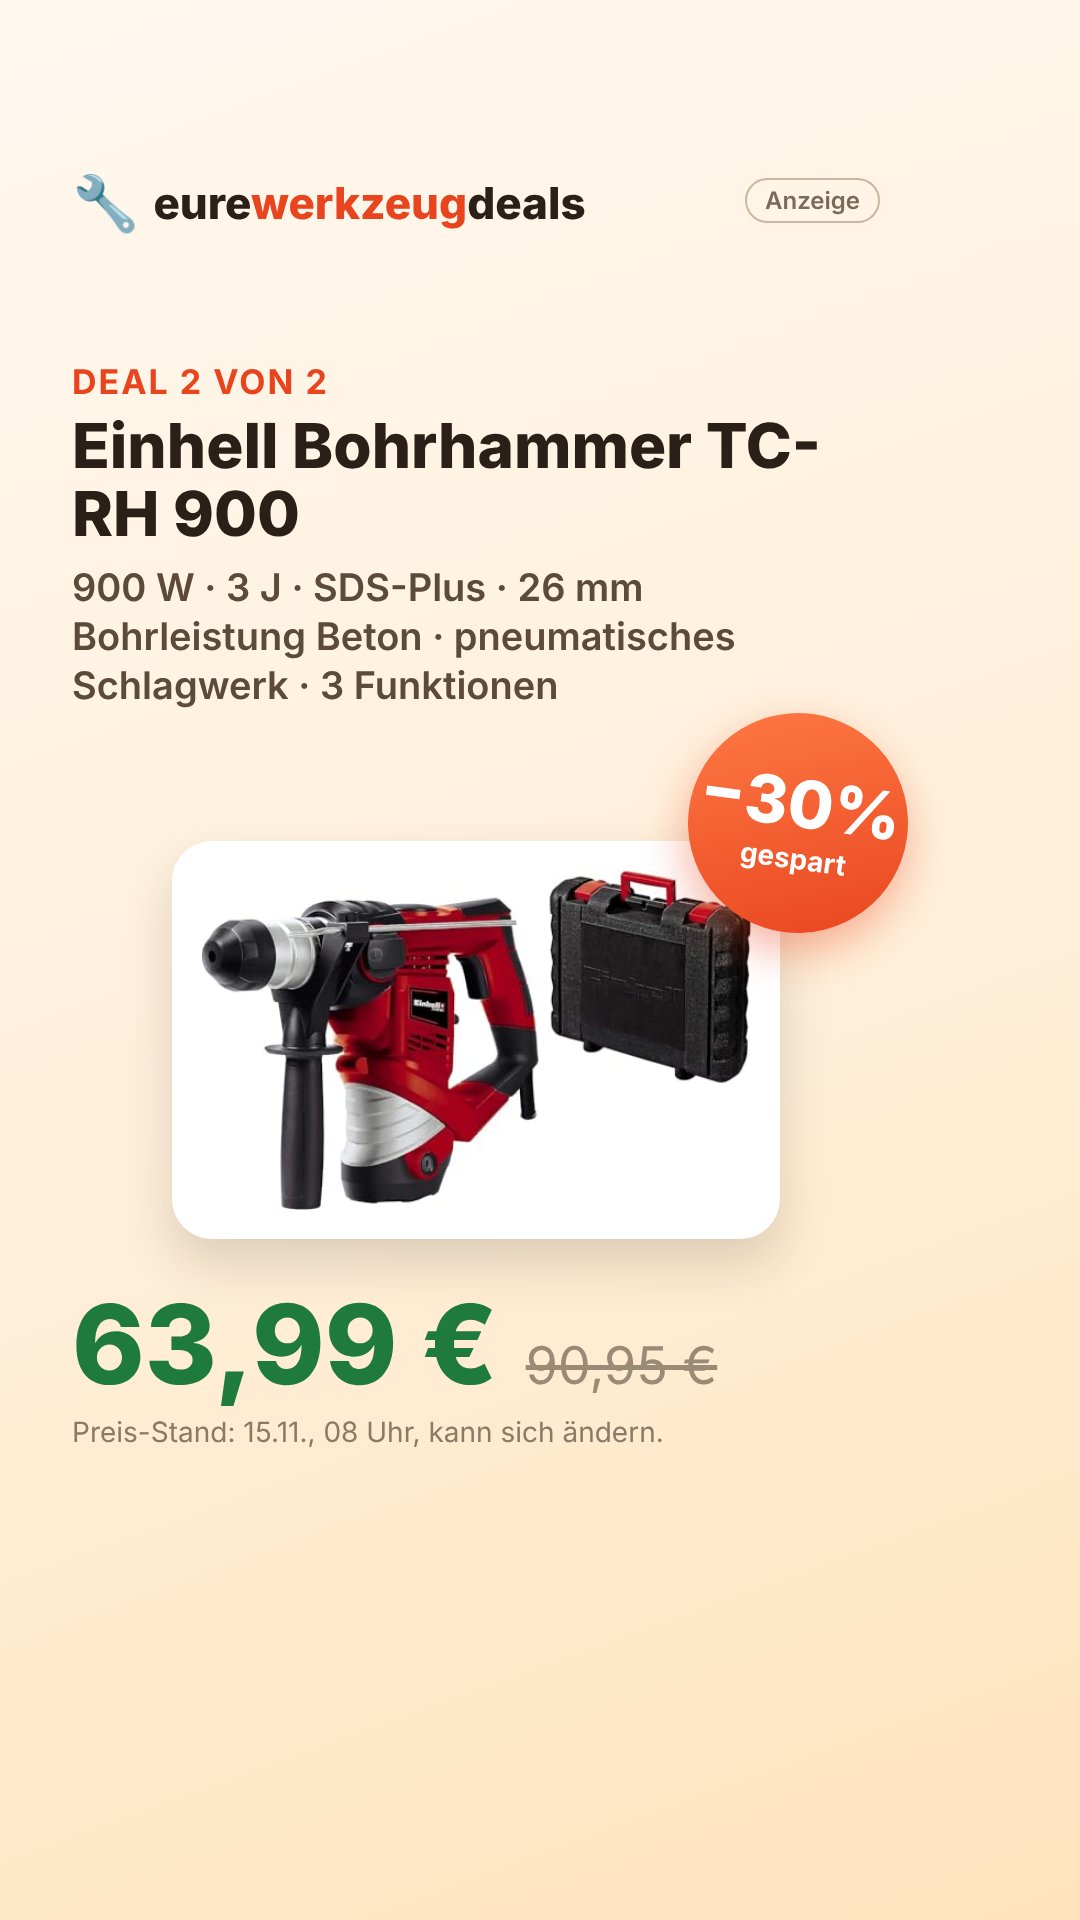 eurewerkzeugdeals
Anzeige
DEAL 2 VON 2
Einhell Bohrhammer TC-
RH 900
900 W · 3 J · SDS-Plus · 26 mm
Bohrleistung Beton · pneumatisches
Schlagwerk · 3 Funktionen
−30%
gespart
Einhell
63,99 € 90,95 €
Preis-Stand: 15.11., 08 Uhr, kann sich ändern.